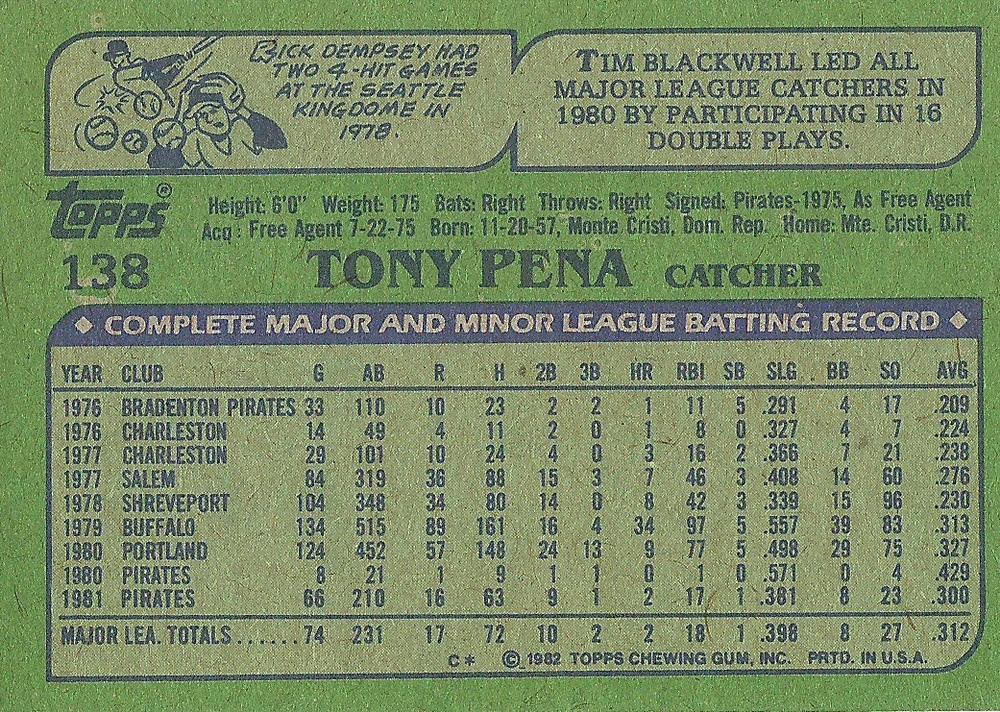 RICK DEMPSEY HAD
TWO 4-HIT GAMES
AT THE SEATTLE
KINGDOME IN
1978.
TIM BLACKWELL LED ALL
MAJOR LEAGUE CATCHERS IN
1980 BY PARTICIPATING IN 16
DOUBLE PLAYS.
topps®
Height: 6'0" Weight: 175 Bats: Right Throws: Right Signed: Pirates-1975, As Free Agent
Acq: Free Agent 7-22-75 Born: 11-20-57, Monte Cristi, Dom. Rep. Home: Mte. Cristi, D.R.
138 TONY PENA CATCHER
◆ COMPLETE MAJOR AND MINOR LEAGUE BATTING RECORD ◆
YEAR CLUB G AB R H 2B 3B HR RBI SB SLG BB SO AVG
1976 BRADENTON PIRATES 33 110 10 23 2 2 1 11 5 .291 4 17 .209
1976 CHARLESTON 14 49 4 11 2 0 1 8 0 .327 4 7 .224
1977 CHARLESTON 29 101 10 24 4 0 3 16 2 .366 7 21 .238
1977 SALEM 84 319 36 88 15 3 7 46 3 .408 14 60 .276
1978 SHREVEPORT 104 348 34 80 14 0 8 42 3 .339 15 96 .230
1979 BUFFALO 134 515 89 161 16 4 34 97 5 .557 39 83 .313
1980 PORTLAND 124 452 57 148 24 13 9 77 5 .498 29 75 .327
1980 PIRATES 8 21 1 9 1 1 0 1 0 .571 0 4 .429
1981 PIRATES 66 210 16 63 9 1 2 17 1 .381 8 23 .300
MAJOR LEA. TOTALS......74 231 17 72 10 2 2 18 1 .398 8 27 .312
C* © 1982 TOPPS CHEWING GUM, INC. PRTD. IN U.S.A.